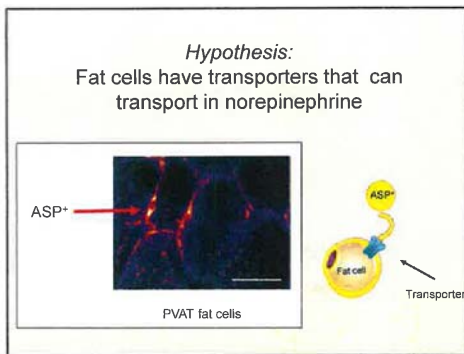 Hypothesis:
Fat cells have transporters that can
transport in norepinephrine
ASP+
PVAT fat cells
ASP+
Fat cell
Transporter